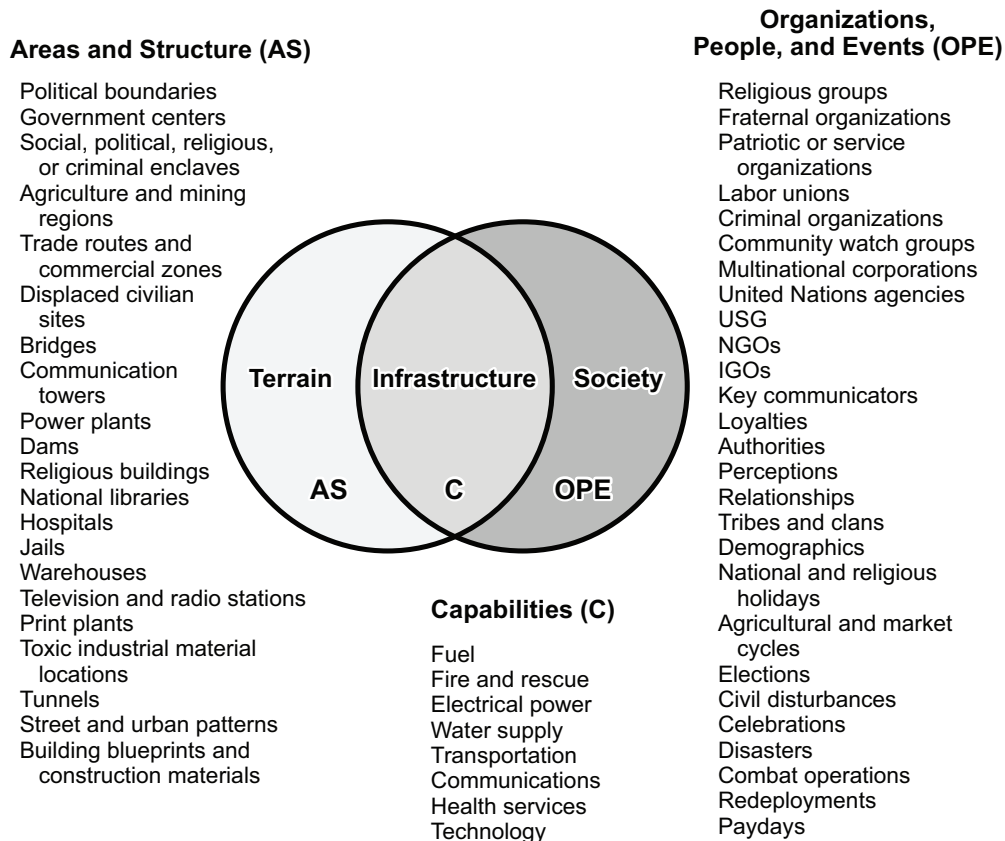 Areas and Structure (AS)
Political boundaries
Government centers
Social, political, religious,
or criminal enclaves
Agriculture and mining
regions
Trade routes and
commercial zones
Displaced civilian
sites
Bridges
Communication
towers
Power plants
Dams
Religious buildings
National libraries
Hospitals
Jails
Warehouses
Television and radio stations
Print plants
Toxic industrial material
locations
Tunnels
Street and urban patterns
Building blueprints and
construction materials
Terrain
Infrastructure
Society
AS
C
OPE
Capabilities (C)
Fuel
Fire and rescue
Electrical power
Water supply
Transportation
Communications
Health services
Technology
Organizations,
People, and Events (OPE)
Religious groups
Fraternal organizations
Patriotic or service
organizations
Labor unions
Criminal organizations
Community watch groups
Multinational corporations
United Nations agencies
USG
NGOs
IGOs
Key communicators
Loyalties
Authorities
Perceptions
Relationships
Tribes and clans
Demographics
National and religious
holidays
Agricultural and market
cycles
Elections
Civil disturbances
Celebrations
Disasters
Combat operations
Redeployments
Paydays